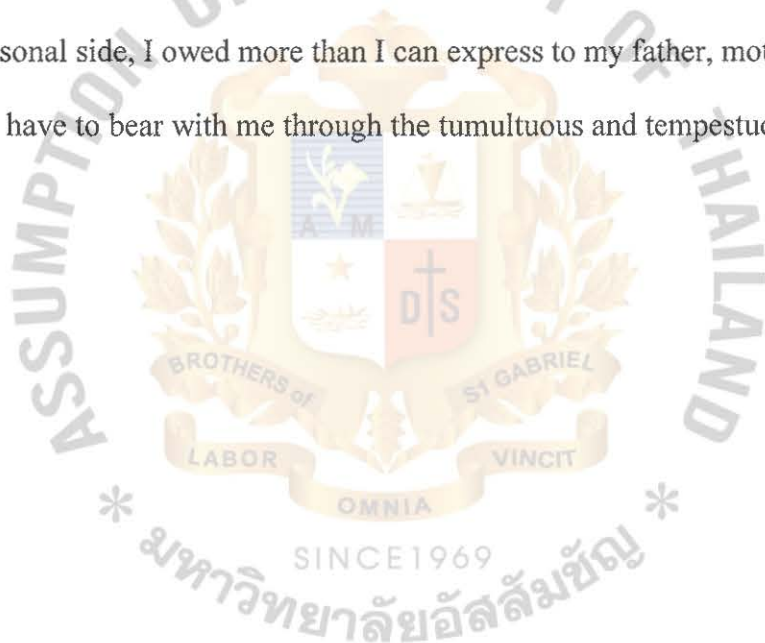 sonal side, I owed more than I can express to my father, mot
have to bear with me through the tumultuous and tempestuo
ASSUMPTION
OF THAILAND
A M
D S
BROTHERS of ST GABRIEL
LABOR OMNIA VINCIT
SINCE1969
มหาวิทยาลัยอัสสัมชัญ